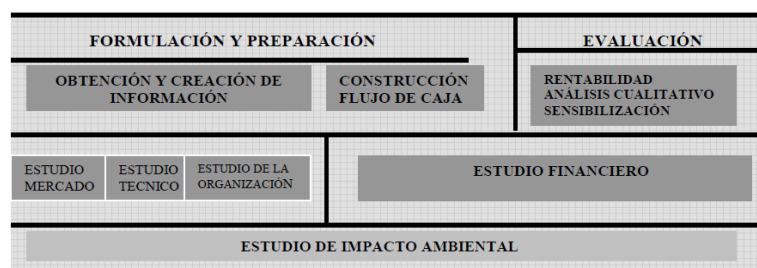 FORMULACIÓN Y PREPARACIÓN
EVALUACIÓN
OBTENCIÓN Y CREACIÓN DE
INFORMACIÓN
CONSTRUCCIÓN
FLUJO DE CAJA
RENTABILIDAD
ANÁLISIS CUALITATIVO
SENSIBILIZACIÓN
ESTUDIO
MERCADO
ESTUDIO
TECNICO
ESTUDIO DE LA
ORGANIZACIÓN
ESTUDIO FINANCIERO
ESTUDIO DE IMPACTO AMBIENTAL